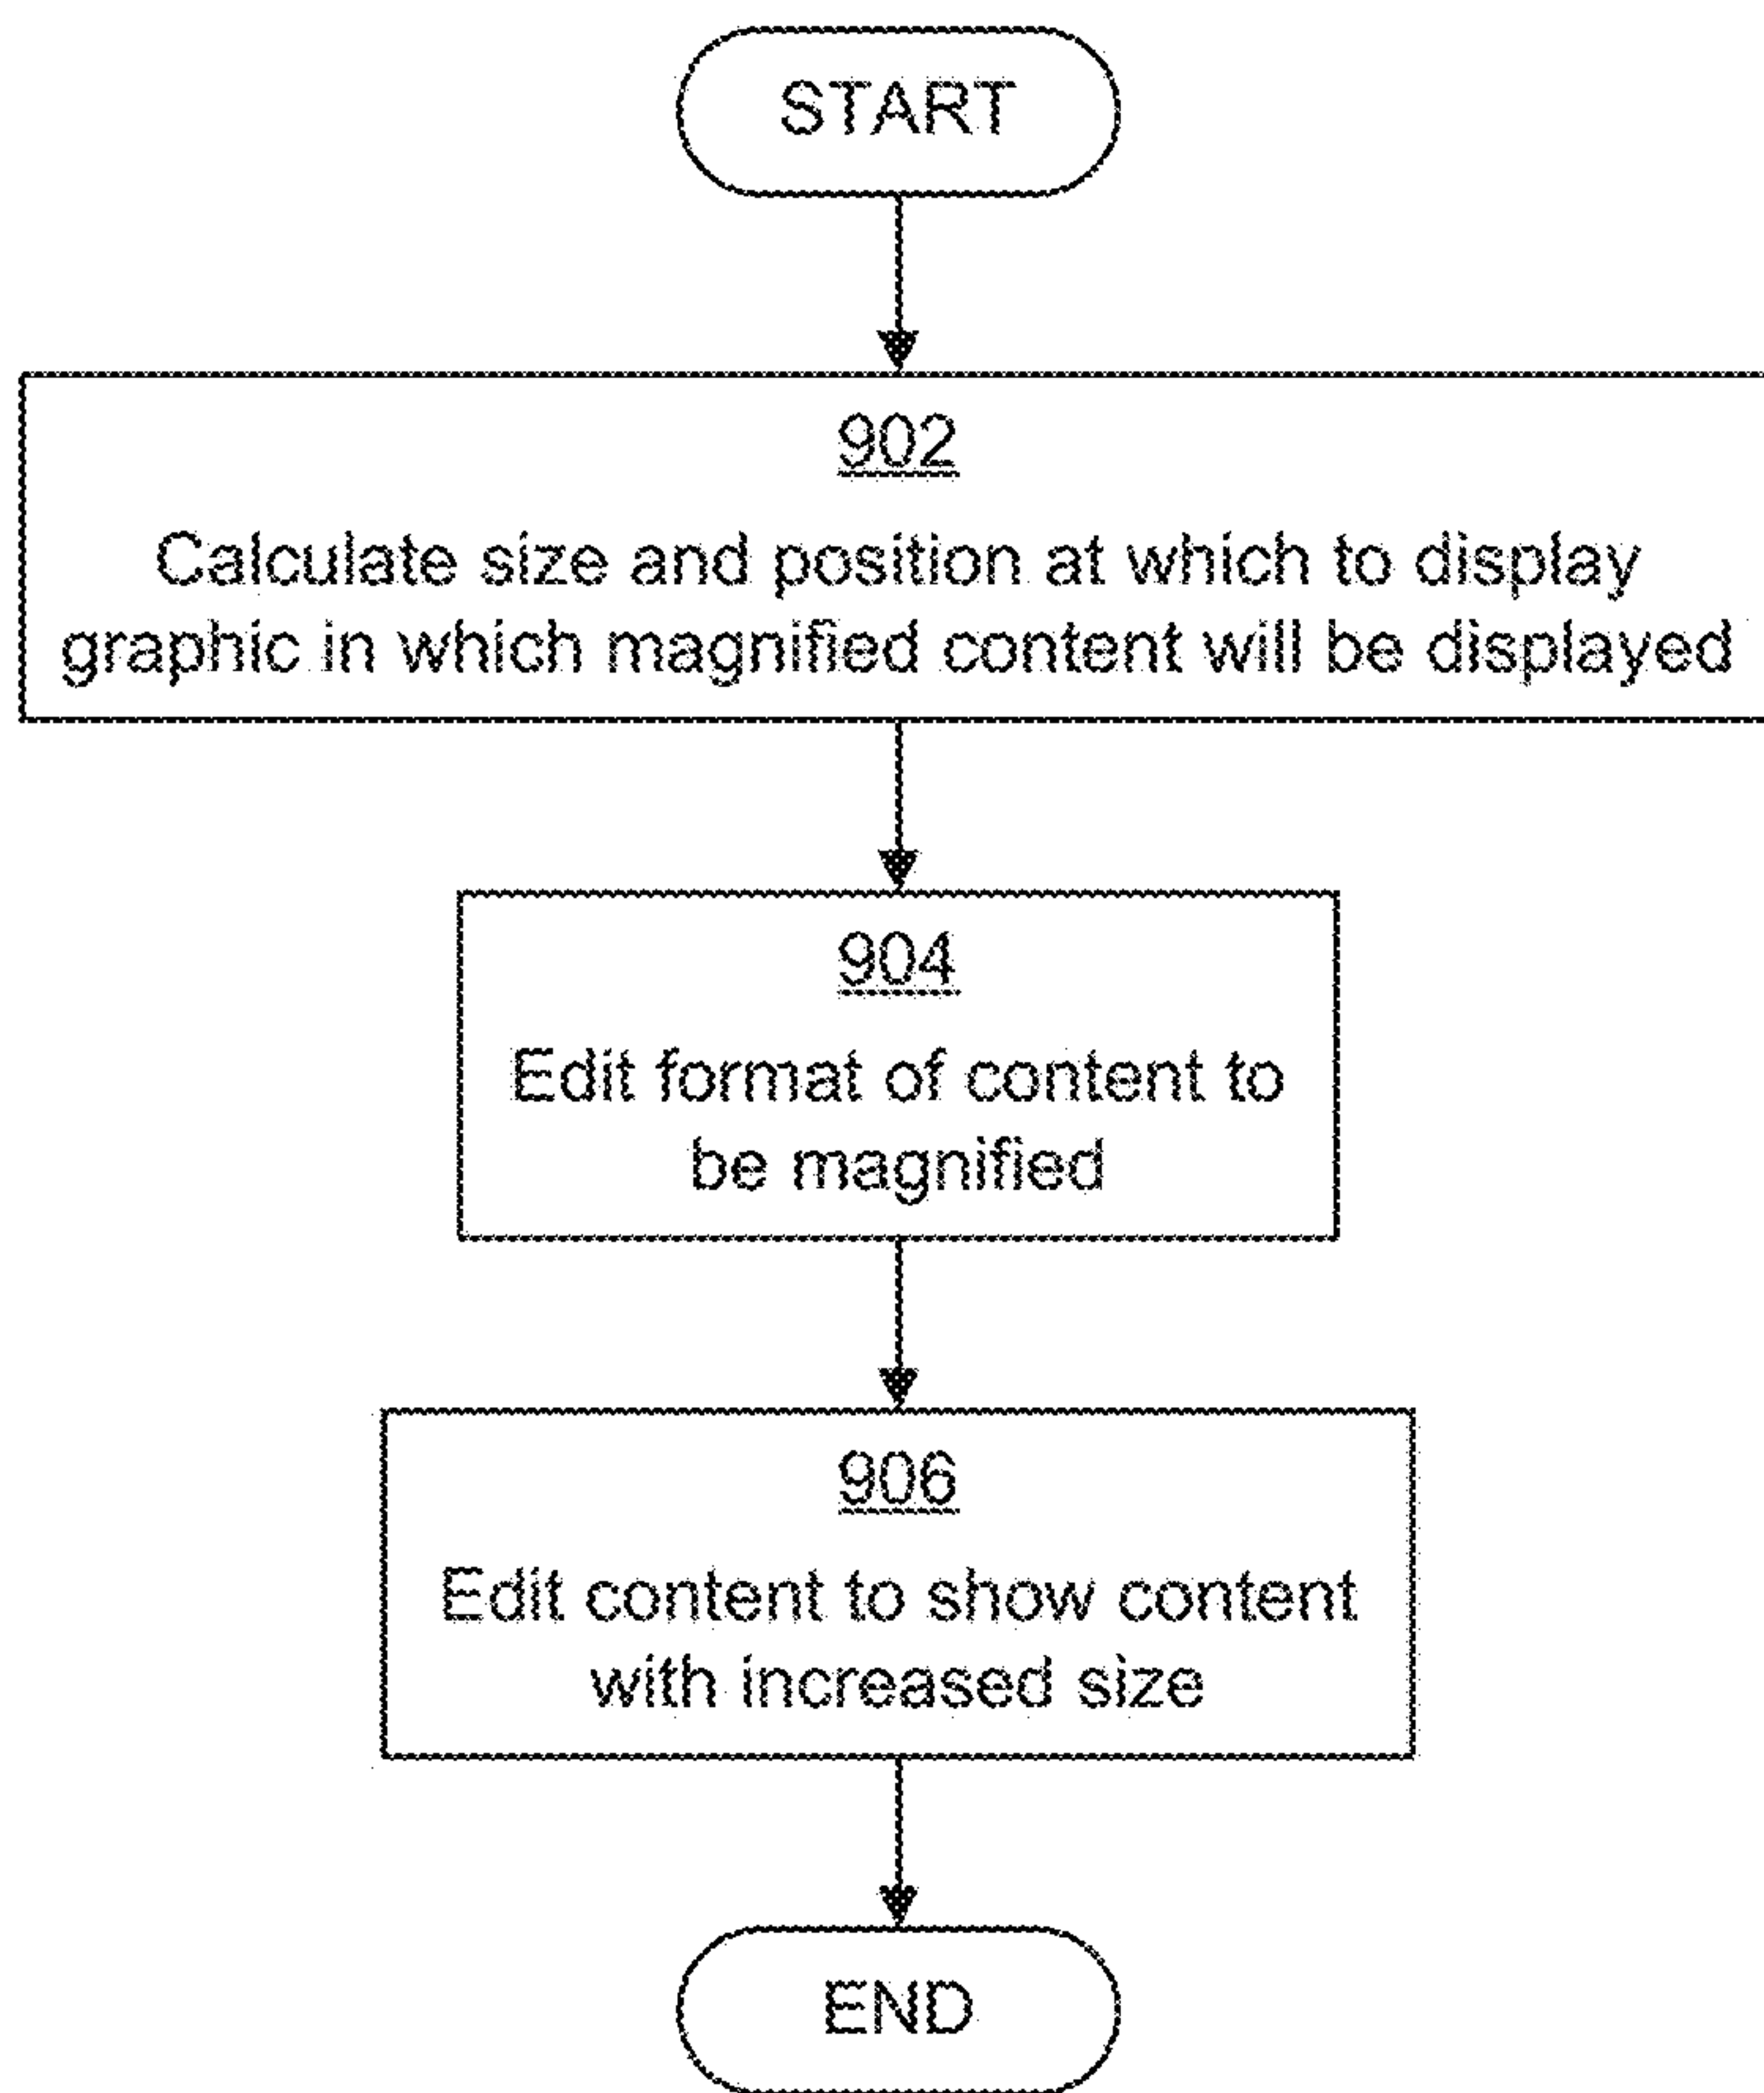 START
902
Calculate size and position at which to display
graphic in which magnified content will be displayed
904
Edit format of content to
be magnified
906
Edit content to show content
with increased size
END